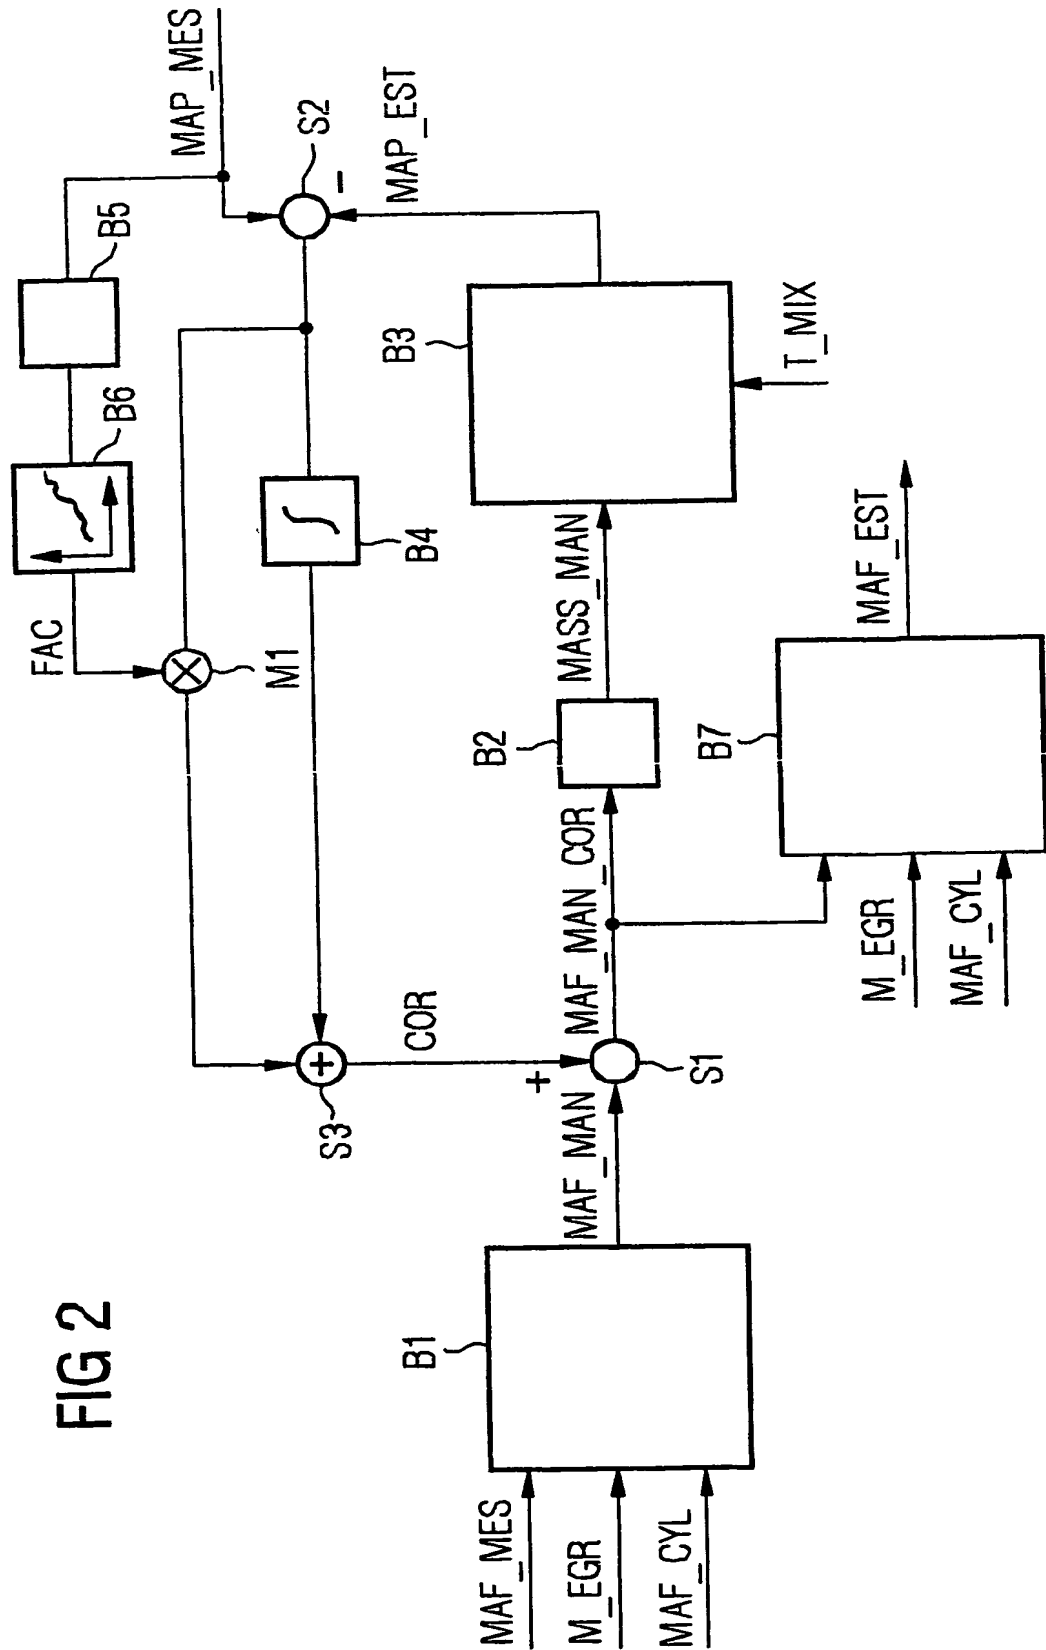 FIG 2
MAF_MES
M_EGR
MAF_CYL
B1
MAF_MAN
S1
+
COR
S3
+
MAF_MAN_COR
B2
MASS_MAN
B3
T_MIX
MAP_EST
−
S2
MAP_MES
B5
B6
FAC
M1
B4
M_EGR
MAF_CYL
B7
MAF_EST